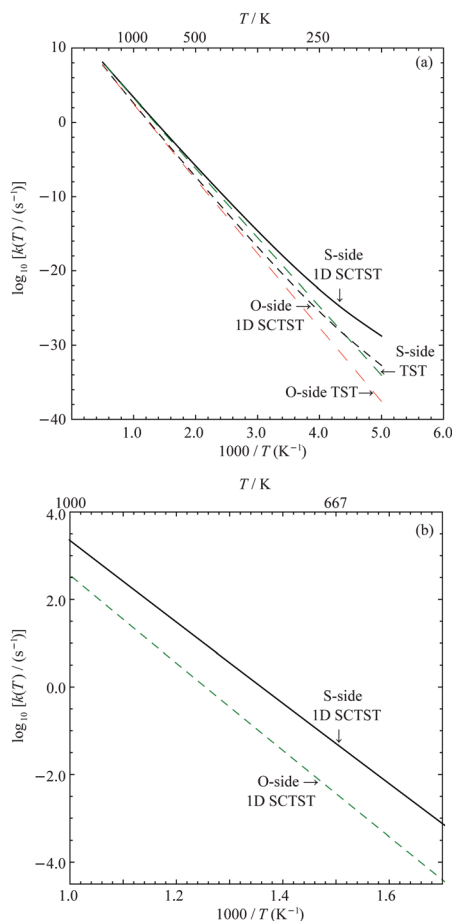 T / K
1000 500 250
(a)
10
0
−10
−20
−30
−40
log₁₀ [k(T) / (s⁻¹)]
S-side
1D SCTST
↓
O-side →
1D SCTST
S-side
← TST
O-side TST→
1.0 2.0 3.0 4.0 5.0 6.0
1000 / T (K⁻¹)
T / K
1000 667
(b)
4.0
2.0
0.0
−2.0
−4.0
log₁₀ [k(T) / (s⁻¹)]
S-side
1D SCTST
↓
O-side →
1D SCTST
1.0 1.2 1.4 1.6
1000 / T (K⁻¹)